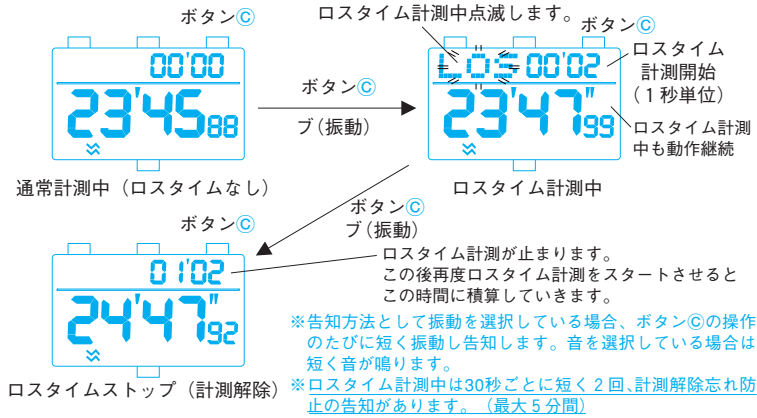 ロスタイム計測中点滅します。
ボタンⒸ
ボタンⒸ
00'00
23'45 88
ボタンⒸ
ブ(振動)
LOS 00'02
23'47" 99
ロスタイム
計測開始
(1秒単位)
ロスタイム計測
中も動作継続
通常計測中(ロスタイムなし)
ロスタイム計測中
ボタンⒸ
ボタンⒸ
ブ(振動)
01'02
24'47" 92
ロスタイム計測が止まります。
この後再度ロスタイム計測をスタートさせると
この時間に積算していきます。
※告知方法として振動を選択している場合、ボタンⒸの操作
のたびに短く振動し告知します。音を選択している場合は
短く音が鳴ります。
※ロスタイム計測中は30秒ごとに短く2回、計測解除忘れ防
止の告知があります。(最大5分間)
ロスタイムストップ(計測解除)